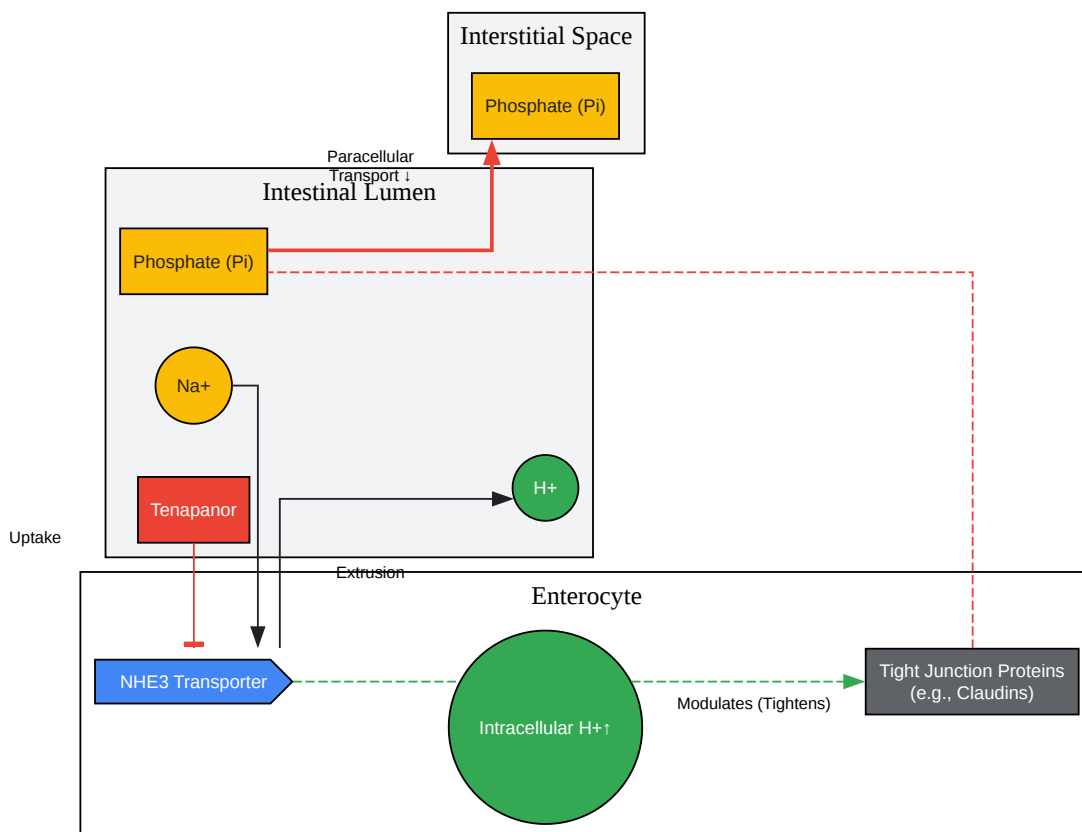 Interstitial Space
Phosphate (Pi)
Paracellular
Transport ↓
Intestinal Lumen
Phosphate (Pi)
Na+
H+
Tenapanor
Uptake
Extrusion
Enterocyte
NHE3 Transporter
Intracellular H+↑
Modulates (Tightens)
Tight Junction Proteins
(e.g., Claudins)